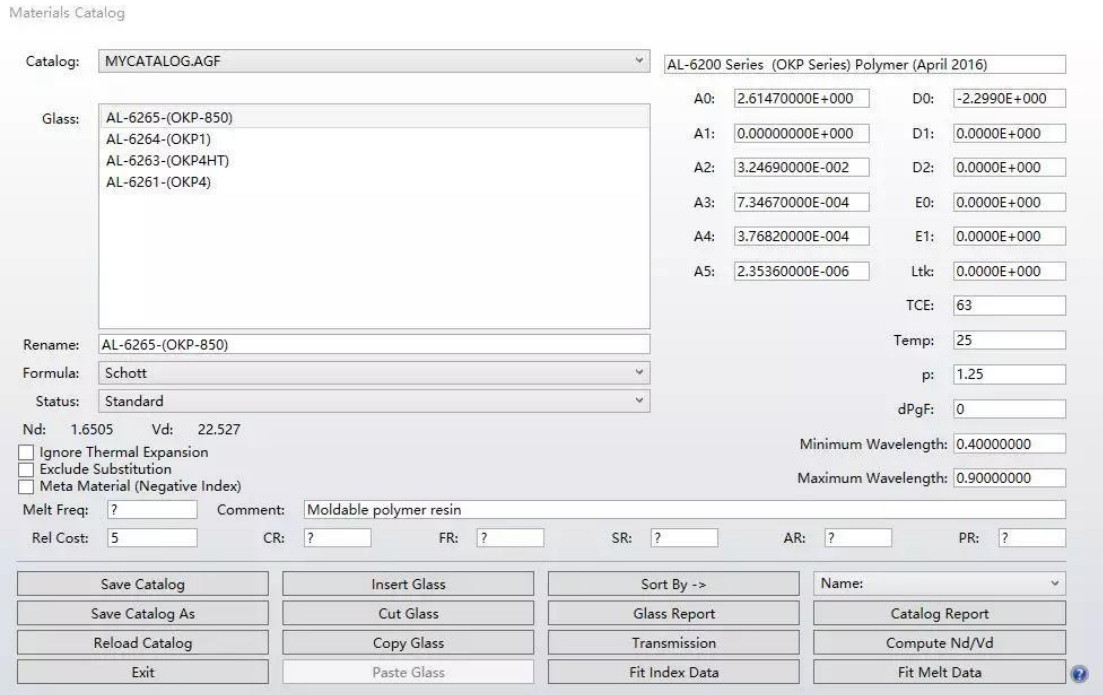 Materials Catalog
Catalog: MYCATALOG.AGF
AL-6200 Series (OKP Series) Polymer (April 2016)
Glass: AL-6265-(OKP-850)
AL-6264-(OKP1)
AL-6263-(OKP4HT)
AL-6261-(OKP4)
A0: 2.61470000E+000 D0: -2.2990E+000
A1: 0.00000000E+000 D1: 0.0000E+000
A2: 3.24690000E-002 D2: 0.0000E+000
A3: 7.34670000E-004 E0: 0.0000E+000
A4: 3.76820000E-004 E1: 0.0000E+000
A5: 2.35360000E-006 Ltk: 0.0000E+000
TCE: 63
Rename: AL-6265-(OKP-850)
Temp: 25
Formula: Schott
p: 1.25
Status: Standard
dPgF: 0
Nd: 1.6505 Vd: 22.527
Ignore Thermal Expansion
Exclude Substitution
Meta Material (Negative Index)
Minimum Wavelength: 0.40000000
Maximum Wavelength: 0.90000000
Melt Freq: ? Comment: Moldable polymer resin
Rel Cost: 5 CR: ? FR: ? SR: ? AR: ? PR: ?
Save Catalog Insert Glass Sort By -> Name:
Save Catalog As Cut Glass Glass Report Catalog Report
Reload Catalog Copy Glass Transmission Compute Nd/Vd
Exit Paste Glass Fit Index Data Fit Melt Data ?